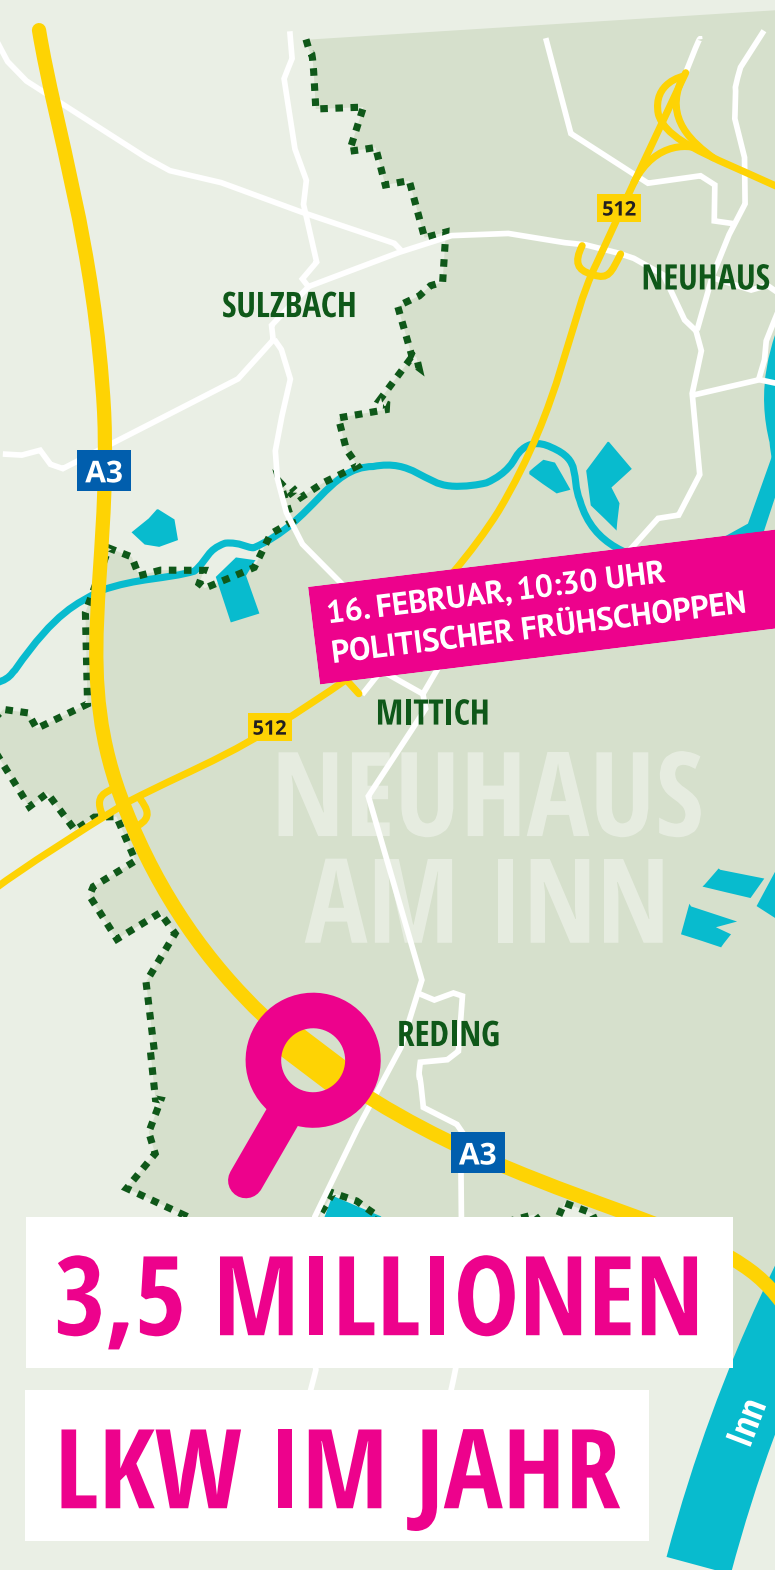 512
NEUHAUS
SULZBACH
A3
16. FEBRUAR, 10:30 UHR
POLITISCHER FRÜHSCHOPPEN
MITTICH
512
NEUHAUS
AM INN
REDING
A3
3,5 MILLIONEN
LKW IM JAHR
Inn